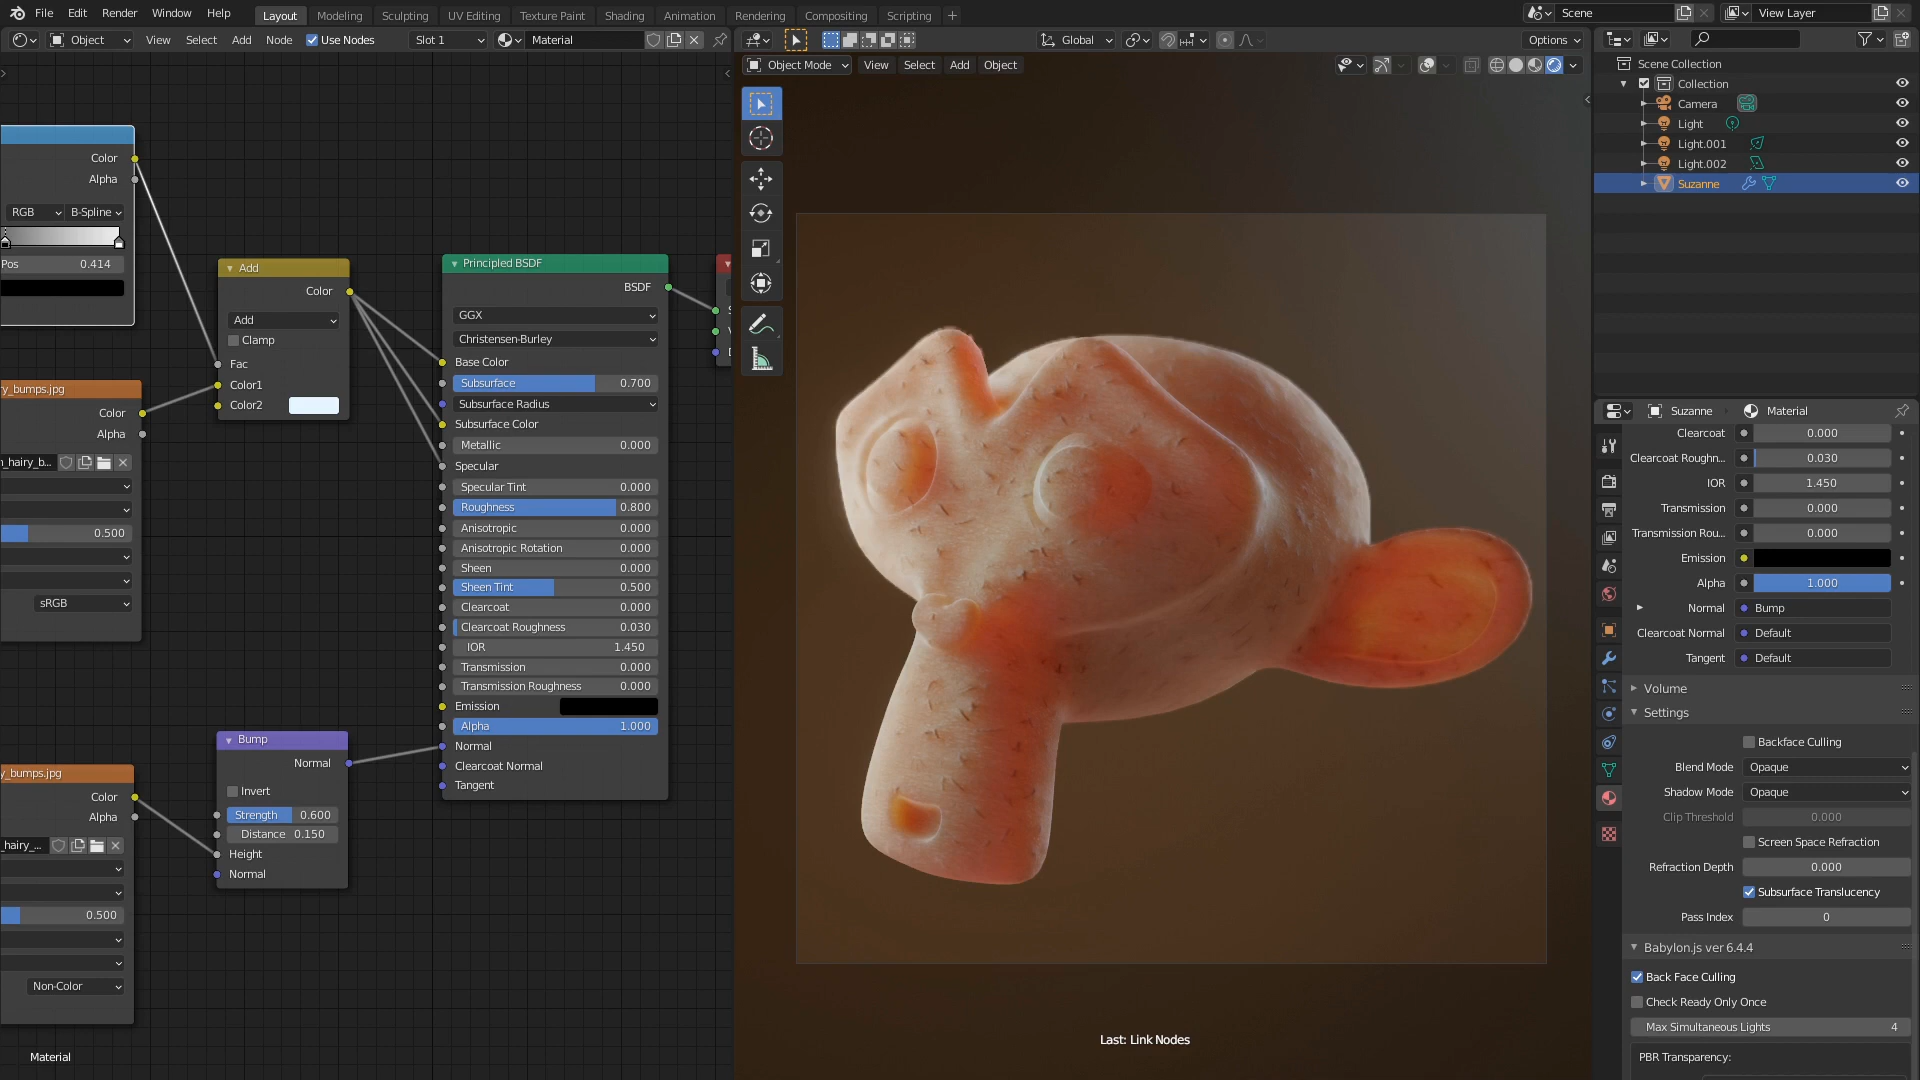 File Edit Render Window Help Layout Modeling Sculpting UV Editing Texture Paint Shading Animation Rendering Compositing Scripting + Scene View Layer
Object View Select Add Node Use Nodes Slot 1 Material Global Options
Object Mode View Select Add Object
Color
Alpha
RGB B-Spline
Pos 0.414
y_bumps.jpg
Color
Alpha
_hairy_b...
0.500
sRGB
y_bumps.jpg
Color
Alpha
_hairy_...
0.500
Non-Color
Material
Add
Color
Add
Clamp
Fac
Color1
Color2
Bump
Normal
Invert
Strength 0.600
Distance 0.150
Height
Normal
Principled BSDF
BSDF
GGX
Christensen-Burley
Base Color
Subsurface 0.700
Subsurface Radius
Subsurface Color
Metallic 0.000
Specular
Specular Tint 0.000
Roughness 0.800
Anisotropic 0.000
Anisotropic Rotation 0.000
Sheen 0.000
Sheen Tint 0.500
Clearcoat 0.000
Clearcoat Roughness 0.030
IOR 1.450
Transmission 0.000
Transmission Roughness 0.000
Emission
Alpha 1.000
Normal
Clearcoat Normal
Tangent
Last: Link Nodes
Scene Collection
Collection
Camera
Light
Light.001
Light.002
Suzanne
Suzanne Material
Clearcoat 0.000
Clearcoat Roughn... 0.030
IOR 1.450
Transmission 0.000
Transmission Rou... 0.000
Emission
Alpha 1.000
Normal Bump
Clearcoat Normal Default
Tangent Default
Volume
Settings
Backface Culling
Blend Mode Opaque
Shadow Mode Opaque
Clip Threshold 0.000
Screen Space Refraction
Refraction Depth 0.000
Subsurface Translucency
Pass Index 0
Babylon.js ver 6.4.4
Back Face Culling
Check Ready Only Once
Max Simultaneous Lights 4
PBR Transparency: